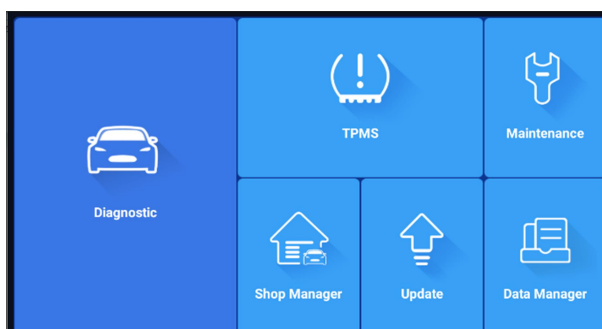 TPMS
Maintenance
Diagnostic
Shop Manager
Update
Data Manager